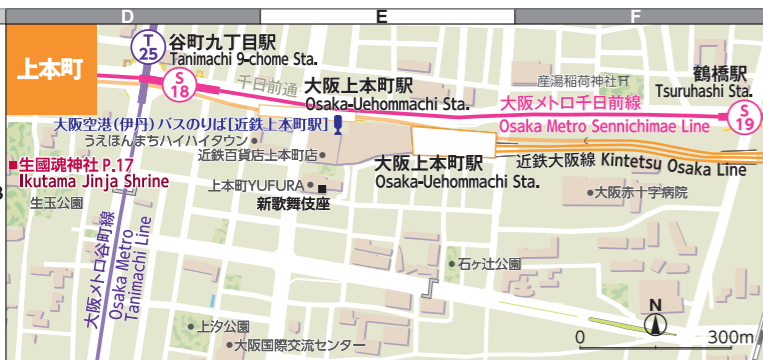 D
E
F
上本町
T
25
谷町九丁目駅
Tanimachi 9-chome Sta.
S
18
千日前通
大阪上本町駅
Osaka-Uehommachi Sta.
産湯稲荷神社
鶴橋駅
Tsuruhashi Sta.
大阪メトロ千日前線
Osaka Metro Sennichimae Line
S
19
大阪空港(伊丹)バスのりば[近鉄上本町駅]
うえほんまちハイハイタウン
近鉄百貨店上本町店
大阪上本町駅
Osaka-Uehommachi Sta.
近鉄大阪線 Kintetsu Osaka Line
生國魂神社 P.17
Ikutama Jinja Shrine
生玉公園
上本町YUFURA
新歌舞伎座
大阪赤十字病院
大阪メトロ谷町線
Osaka Metro
Tanimachi Line
石ヶ辻公園
上汐公園
大阪国際交流センター
N
0
300m